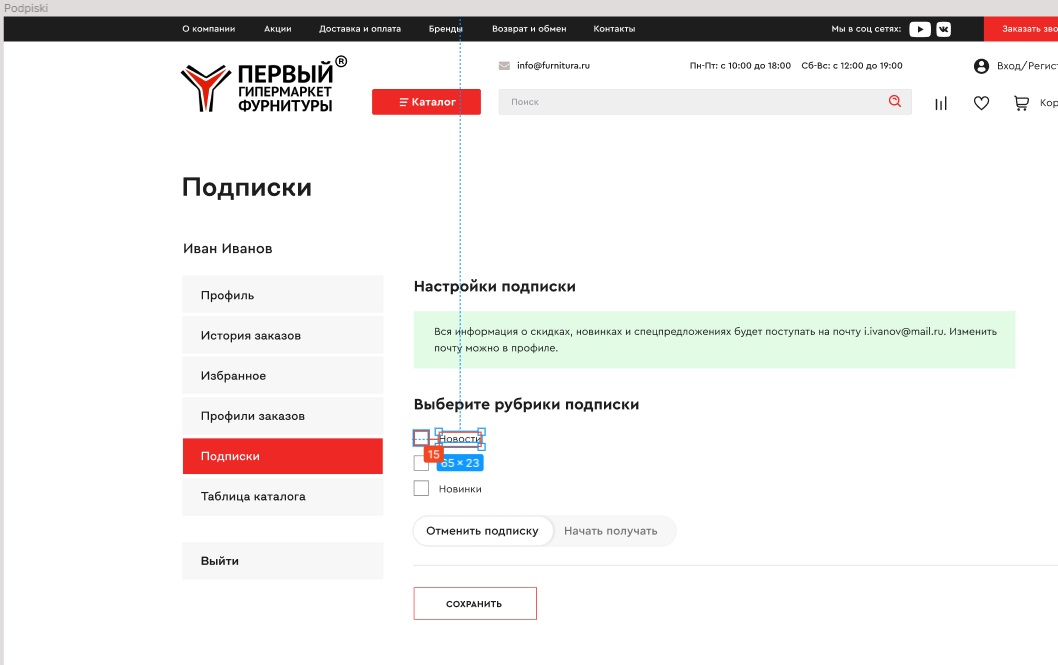 Podpiski
О компании Акции Доставка и оплата Бренды Возврат и обмен Контакты Мы в соц сетях: Заказать зво
ПЕРВЫЙ®
ГИПЕРМАРКЕТ
ФУРНИТУРЫ
info@furnitura.ru Пн-Пт: с 10:00 до 18:00 Сб-Вс: с 12:00 до 19:00 Вход/Регист
Каталог Поиск Кор
Подписки
Иван Иванов
Профиль
История заказов
Избранное
Профили заказов
Подписки
Таблица каталога
Выйти
Настройки подписки
Вся информация о скидках, новинках и спецпредложениях будет поступать на почту i.ivanov@mail.ru. Изменить
почту можно в профиле.
Выберите рубрики подписки
Новости
15
65 × 23
Новинки
Отменить подписку Начать получать
СОХРАНИТЬ